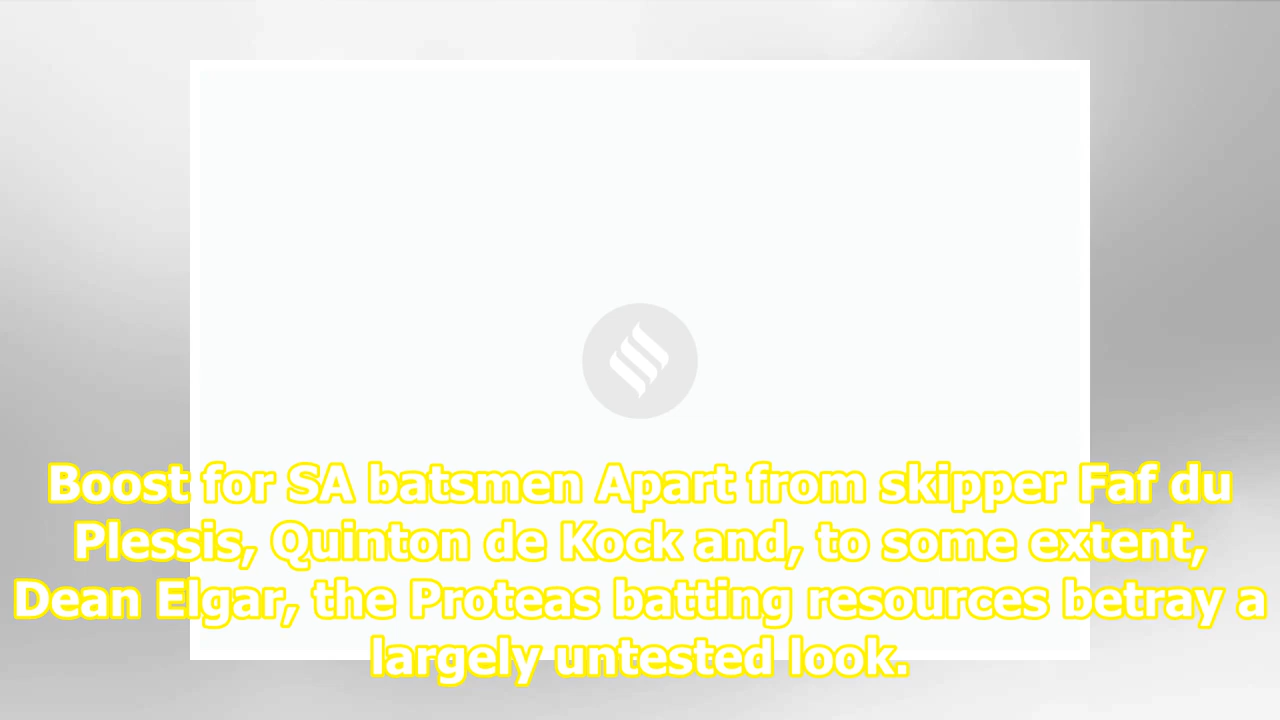 Boost for SA batsmen Apart from skipper Faf du
Plessis, Quinton de Kock and, to some extent,
Dean Elgar, the Proteas batting resources betray a
largely untested look.